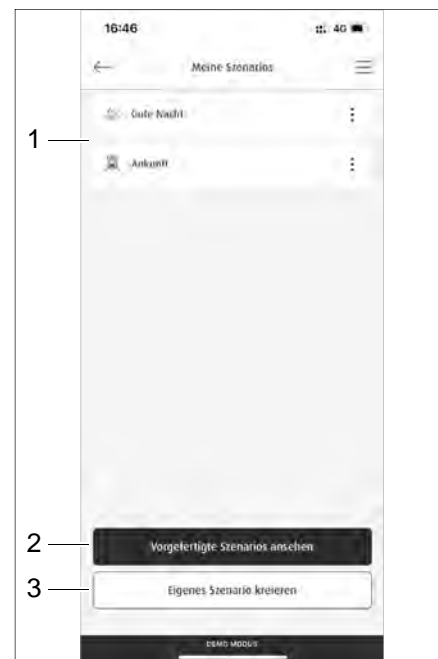 16:46 4G
Meine Szenarios
Gute Nacht
1
Ankunft
2 Vorgefertigte Szenarios ansehen
3 Eigenes Szenario kreieren
DEMO MODUS